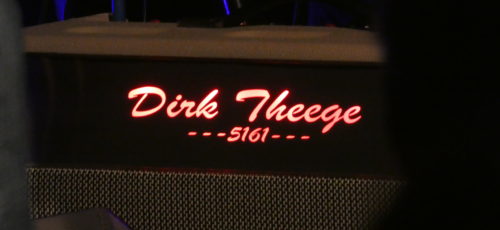 Dirk Theege
---5161---